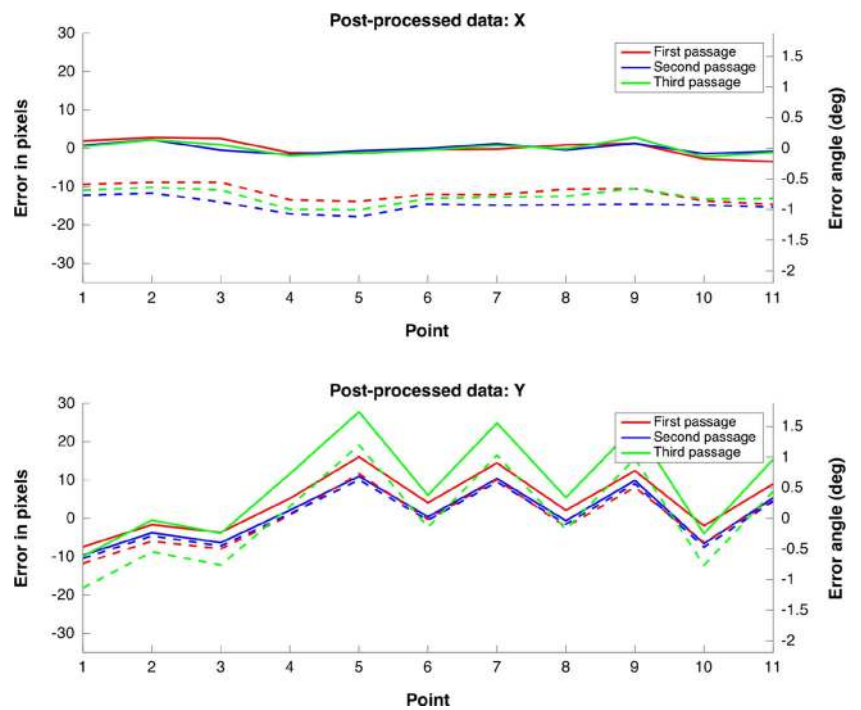 Post-processed data: X
30
20
10
0
-10
-20
-30
Error in pixels
First passage
Second passage
Third passage
1.5
1
0.5
0
-0.5
-1
-1.5
-2
Error angle (deg)
1 2 3 4 5 6 7 8 9 10 11
Point
Post-processed data: Y
30
20
10
0
-10
-20
-30
Error in pixels
First passage
Second passage
Third passage
1.5
1
0.5
0
-0.5
-1
-1.5
-2
Error angle (deg)
1 2 3 4 5 6 7 8 9 10 11
Point